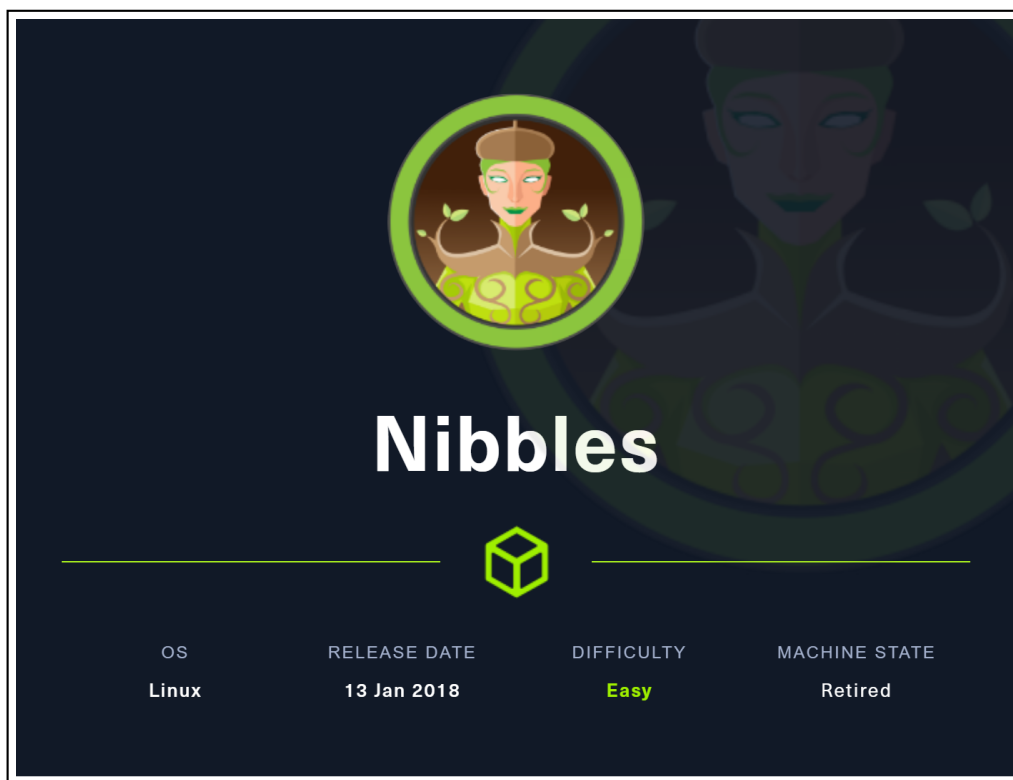 Nibbles
OS RELEASE DATE DIFFICULTY MACHINE STATE
Linux 13 Jan 2018 Easy Retired